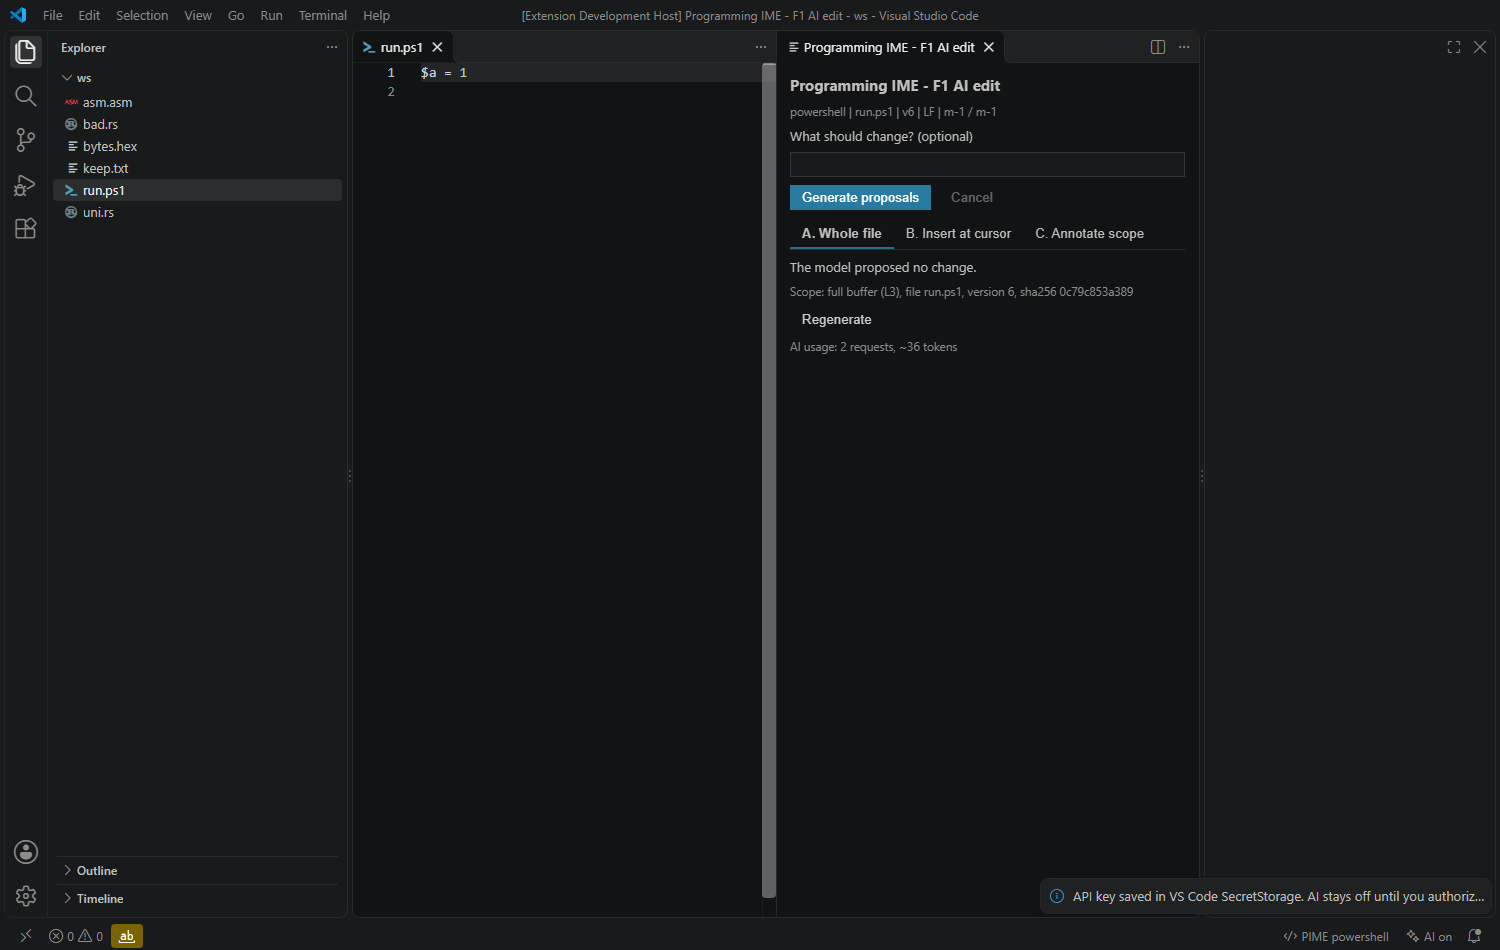 File Edit Selection View Go Run Terminal Help
[Extension Development Host] Programming IME - F1 AI edit - ws - Visual Studio Code
Explorer
ws
ASM asm.asm
bad.rs
bytes.hex
keep.txt
run.ps1
uni.rs
Outline
Timeline
run.ps1
1 $a = 1
2
Programming IME - F1 AI edit
Programming IME - F1 AI edit
powershell | run.ps1 | v6 | LF | m-1 / m-1
What should change? (optional)
Generate proposals Cancel
A. Whole file B. Insert at cursor C. Annotate scope
The model proposed no change.
Scope: full buffer (L3), file run.ps1, version 6, sha256 0c79c853a389
Regenerate
AI usage: 2 requests, ~36 tokens
API key saved in VS Code SecretStorage. AI stays off until you authoriz...
0 0 ab
PIME powershell AI on